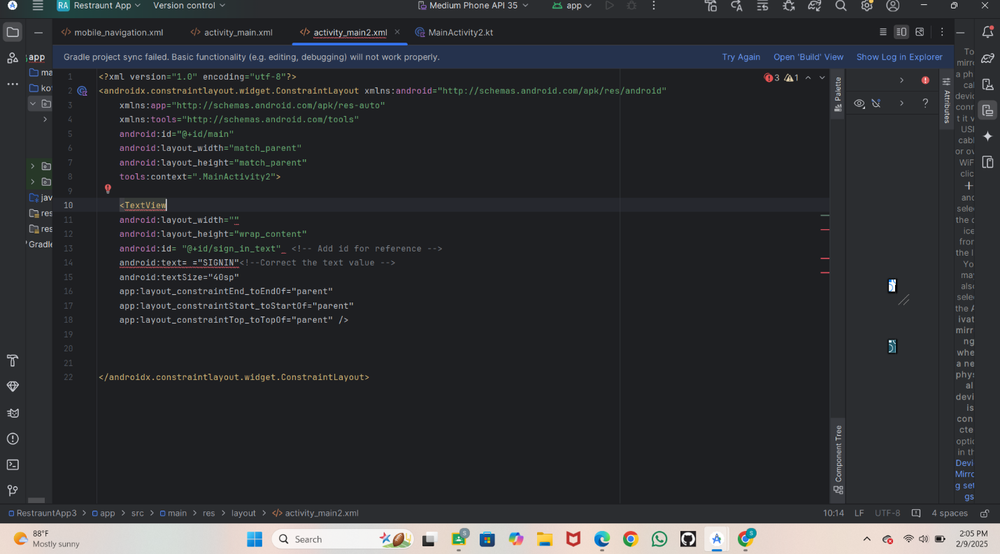 RA Restraunt App Version control Medium Phone API 35 app
mobile_navigation.xml activity_main.xml activity_main2.xml MainActivity2.kt
Gradle project sync failed. Basic functionality (e.g. editing, debugging) will not work properly. Try Again Open 'Build' View Show Log in Explorer
app
ma
kot
jav
res
res
Gradle
3 1
1 <?xml version="1.0" encoding="utf-8"?>
2 <androidx.constraintlayout.widget.ConstraintLayout xmlns:android="http://schemas.android.com/apk/res/android"
3 xmlns:app="http://schemas.android.com/apk/res-auto"
4 xmlns:tools="http://schemas.android.com/tools"
5 android:id="@+id/main"
6 android:layout_width="match_parent"
7 android:layout_height="match_parent"
8 tools:context=".MainActivity2">
9
10 <TextView
11 android:layout_width=""
12 android:layout_height="wrap_content"
13 android:id= "@+id/sign_in_text" <!-- Add id for reference -->
14 android:text= ="SIGNIN"<!--Correct the text value -->
15 android:textSize="40sp"
16 app:layout_constraintEnd_toEndOf="parent"
17 app:layout_constraintStart_toStartOf="parent"
18 app:layout_constraintTop_toTopOf="parent" />
19
20
21
22 </androidx.constraintlayout.widget.ConstraintLayout>
Palette
Component Tree
Attributes
To
mirr
a ph
cal
devic
conn
t it v
USI
cabl
or ov
WiF
clic
and
sele
the d
ice
fron
the l
Yo
ma
also
sele
the A
ivat
mirr
ng
whe
a ne
phys
al
devi
is
con
cte
optic
in th
Devi
Mirro
g set
gs
RestrauntApp3 > app > src > main > res > layout > activity_main2.xml 10:14 LF UTF-8 4 spaces
88°F
Mostly sunny
Search
2:05 PM
2/9/2025